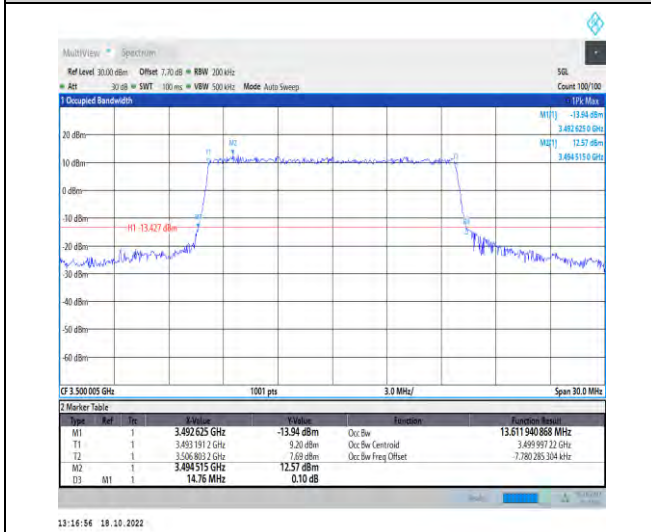 MultiView Spectrum
Ref Level 30.00 dBm Offset 7.70 dB RBW 200 kHz SGL
Att 30 dB SWT 100 ms VBW 500 kHz Mode Auto Sweep Count 100/100
1 Occupied Bandwidth 1Pk Max
M1[1] -13.94 dBm
3.492 625 0 GHz
M2[1] 12.57 dBm
3.494 515 0 GHz
20 dBm
T1 M2 T2
10 dBm
0 dBm
-10 dBm
M1
H1 -13.427 dBm
-20 dBm
-30 dBm
-40 dBm
-50 dBm
-60 dBm
CF 3.500 005 GHz 1001 pts 3.0 MHz/ Span 30.0 MHz
2 Marker Table
Type Ref Trc X-Value Y-Value Function Function Result
M1 1 3.492 625 GHz -13.94 dBm Occ Bw 13.611 940 868 MHz
T1 1 3.493 191 2 GHz 9.20 dBm Occ Bw Centroid 3.499 997 22 GHz
T2 1 3.506 803 2 GHz 7.69 dBm Occ Bw Freq Offset -7.780 285 304 kHz
M2 1 3.494 515 GHz 12.57 dBm
D3 M1 1 14.76 MHz 0.10 dB
13:16:56 18.10.2022